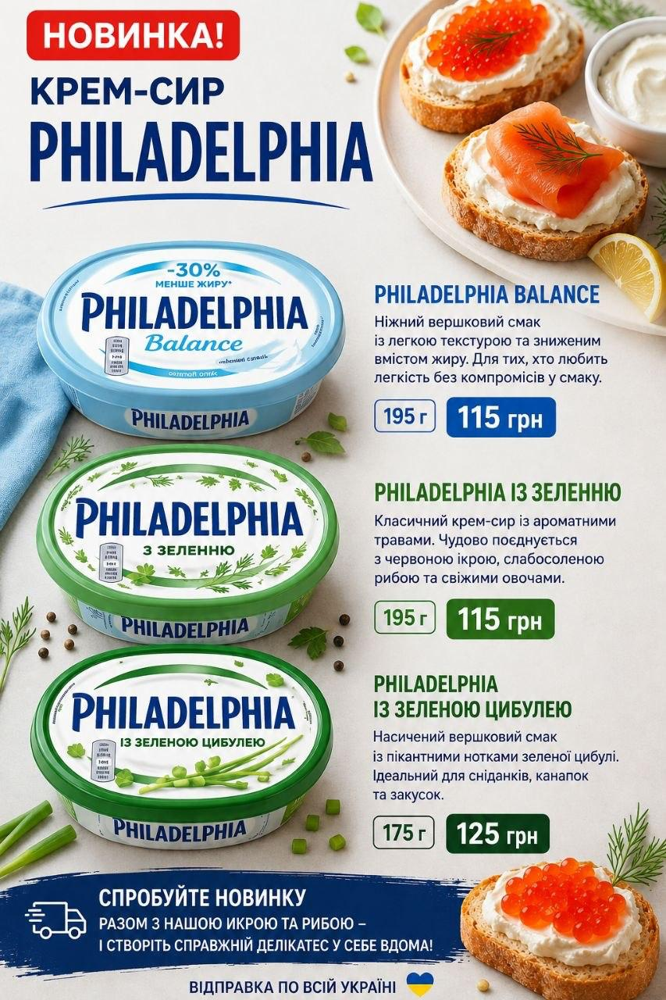 НОВИНКА!
КРЕМ-СИР
PHILADELPHIA
-30%
МЕНШЕ ЖИРУ*
PHILADELPHIA
Balance
PHILADELPHIA
PHILADELPHIA BALANCE
Ніжний вершковий смак
із легкою текстурою та зниженим
вмістом жиру. Для тих, хто любить
легкість без компромісів у смаку.
195 г
115 грн
PHILADELPHIA
З ЗЕЛЕННЮ
PHILADELPHIA
PHILADELPHIA ІЗ ЗЕЛЕННЮ
Класичний крем-сир із ароматними
травами. Чудово поєднується
з червоною ікрою, слабосоленою
рибою та свіжими овочами.
195 г
115 грн
PHILADELPHIA
ІЗ ЗЕЛЕНОЮ ЦИБУЛЕЮ
PHILADELPHIA
PHILADELPHIA
ІЗ ЗЕЛЕНОЮ ЦИБУЛЕЮ
Насичений вершковий смак
із пікантними нотками зеленої цибулі.
Ідеальний для сніданків, канапок
та закусок.
175 г
125 грн
СПРОБУЙТЕ НОВИНКУ
РАЗОМ З НАШОЮ ИКРОЮ ТА РИБОЮ –
І СТВОРІТЬ СПРАВЖНІЙ ДЕЛІКАТЕС У СЕБЕ ВДОМА!
ВІДПРАВКА ПО ВСІЙ УКРАЇНІ